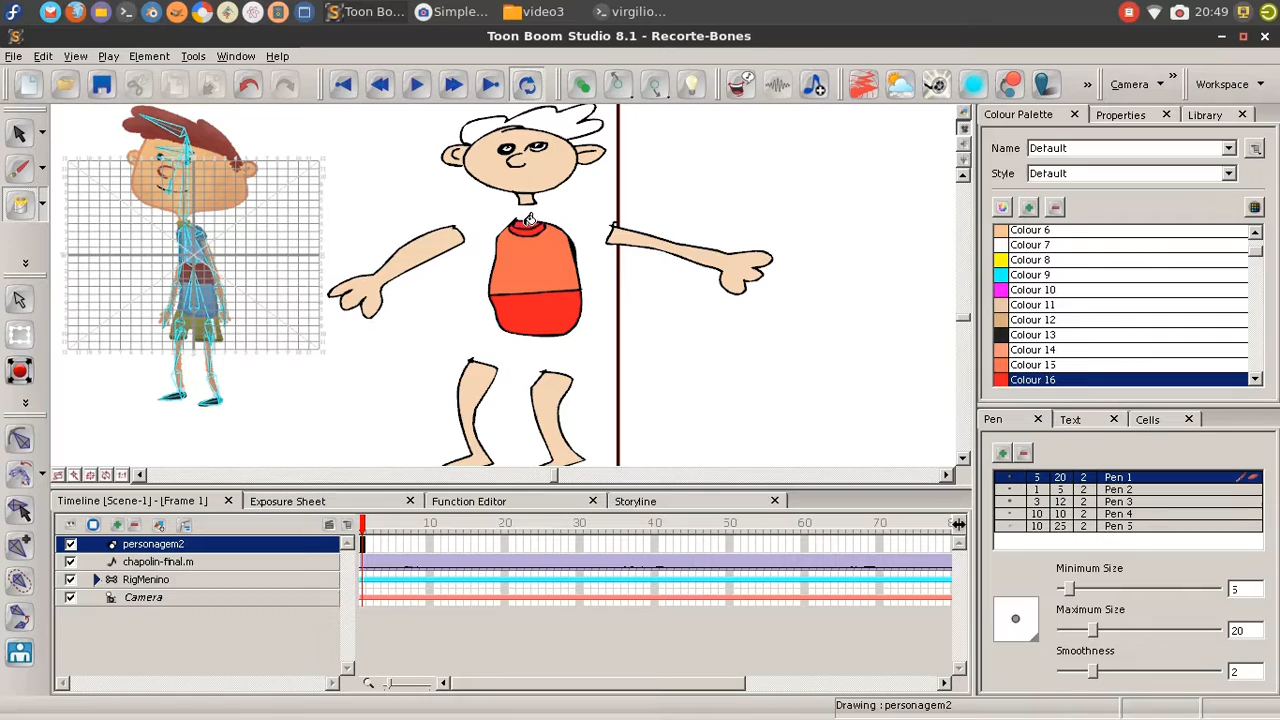 Toon Bo... Simple... video3 virgilio... 20:49
Toon Boom Studio 8.1 - Recorte-Bones
File Edit View Play Element Tools Window Help
Camera » Workspace
Colour Palette Properties Library
Name Default
Style Default
Colour 6
Colour 7
Colour 8
Colour 9
Colour 10
Colour 11
Colour 12
Colour 13
Colour 14
Colour 15
Colour 16
Pen Text Cells
5 20 2 Pen 1
1 5 2 Pen 2
3 12 2 Pen 3
10 10 2 Pen 4
10 25 2 Pen 5
Minimum Size
5
Maximum Size
20
Smoothness
2
Timeline [Scene-1] - [Frame 1] Exposure Sheet Function Editor Storyline
10 20 30 40 50 60 70
personagem2
chapolin-final.m
RigMenino
Camera
Drawing : personagem2